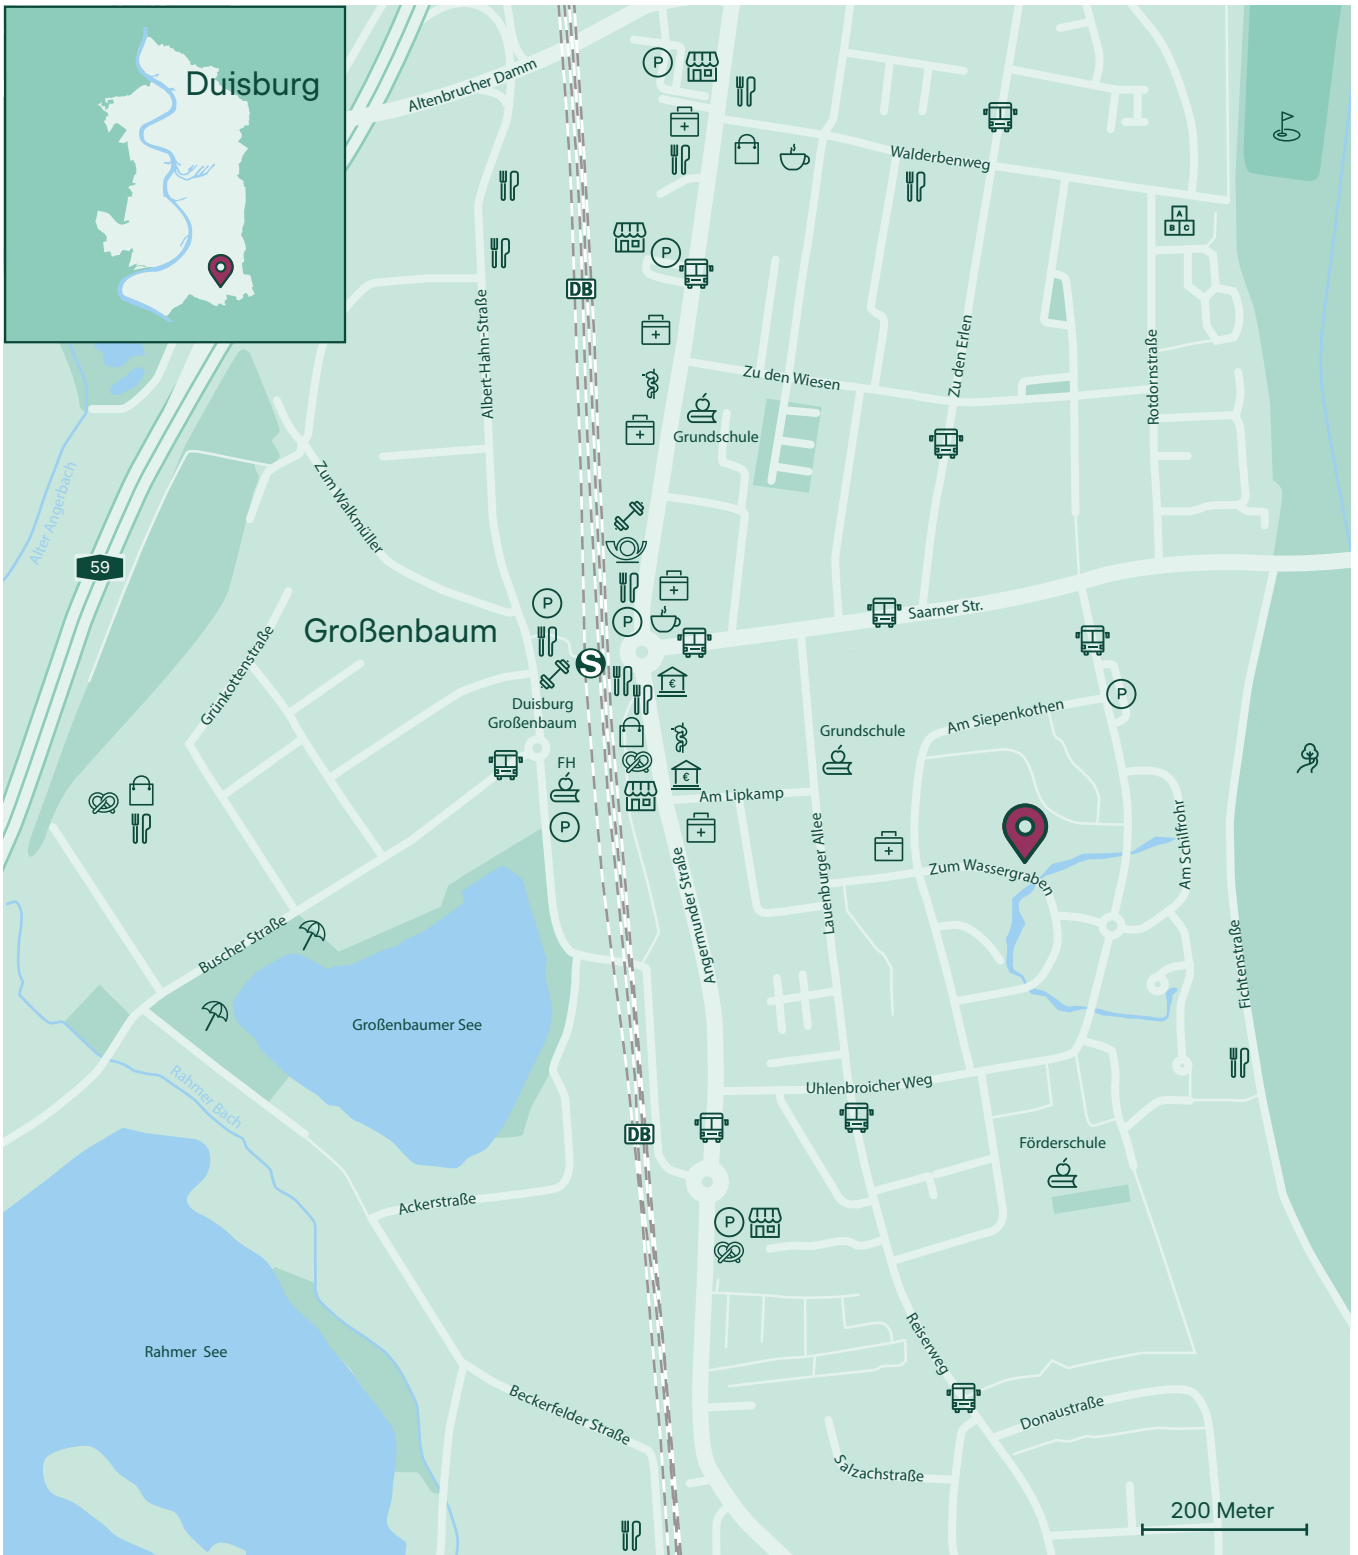 Duisburg
Altenbrucher Damm
P
Walderbenweg
A
B C
P
DB
Albert-Hahn-Straße
Zu den Wiesen
Zu den Erlen
Rotdornstraße
Grundschule
Zum Walkmüller
Alter Angerbach
59
P
P
Saarner Str.
Großenbaum
S
Grünkottenstraße
€
P
Duisburg
Großenbaum
Am Siepenkothen
Grundschule
FH
€
Am Lipkamp
P
Lauenburger Allee
Am Schilfrohr
Zum Wassergraben
Angermunder Straße
Buscher Straße
Fichtenstraße
Großenbaumer See
Rahmer Bach
Uhlenbroicher Weg
DB
Förderschule
Ackerstraße
P
Rahmer See
Reiserweg
Beckerfelder Straße
Donaustraße
Salzachstraße
200 Meter